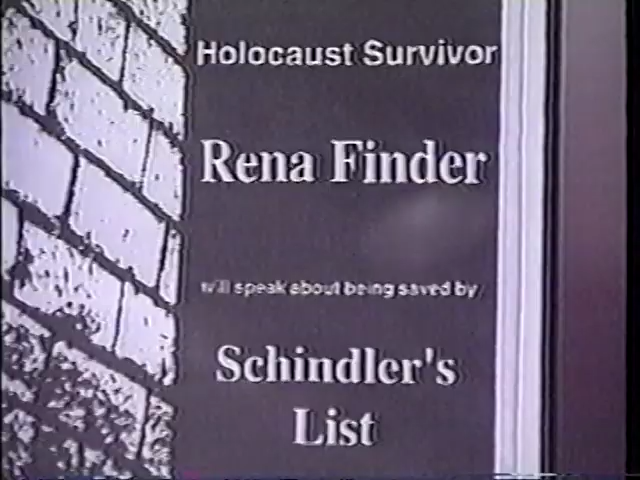 Holocaust Survivor
Rena Finder
will speak about being saved by
Schindler's
List